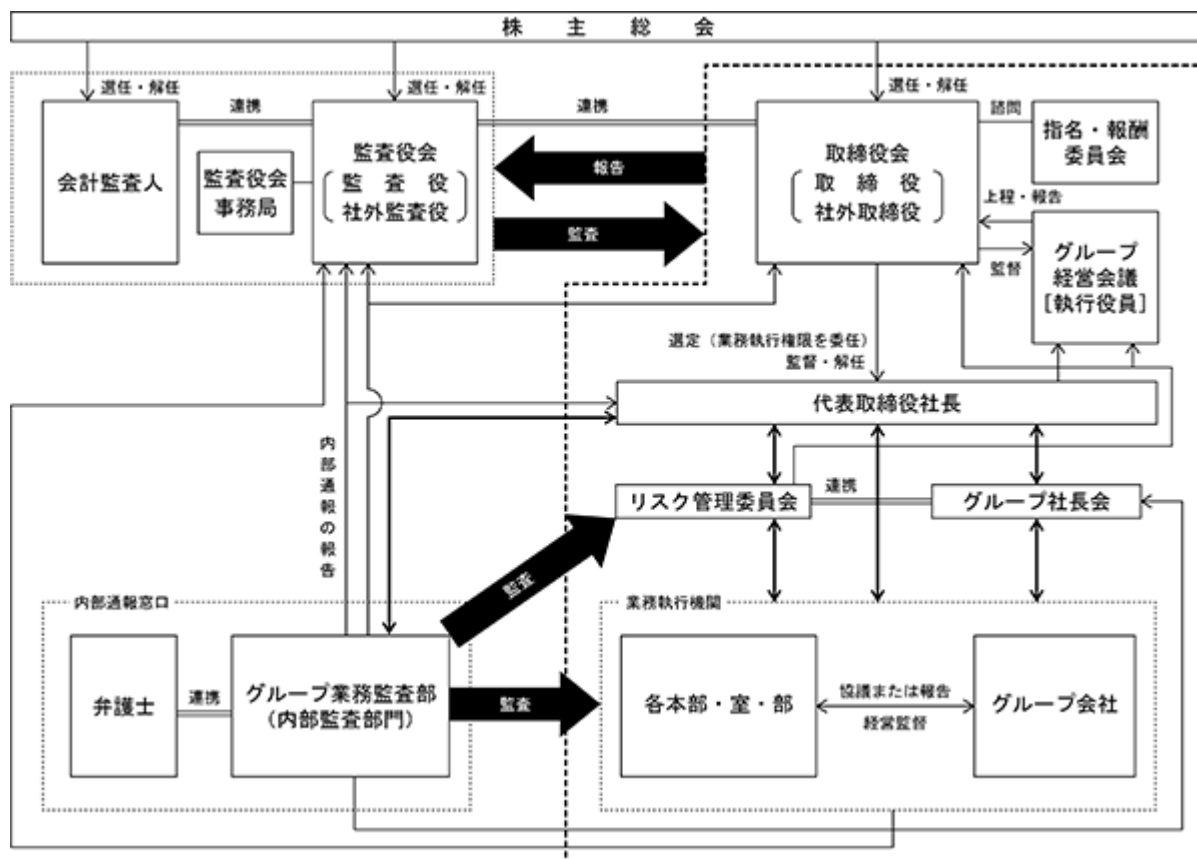 株主総会
選任・解任
選任・解任
選任・解任
連携
連携
諮問
会計監査人
監査役会
事務局
監査役会
監査役
社外監査役
報告
監査
取締役会
取締役
社外取締役
指名・報酬
委員会
上程・報告
監督
グループ
経営会議
[執行役員]
選定（業務執行権限を委任）
監督・解任
代表取締役社長
内部通報の報告
リスク管理委員会
連携
グループ社長会
監査
内部通報窓口
弁護士
連携
グループ業務監査部
（内部監査部門）
監査
業務執行機関
各本部・室・部
協議または報告
経営監督
グループ会社